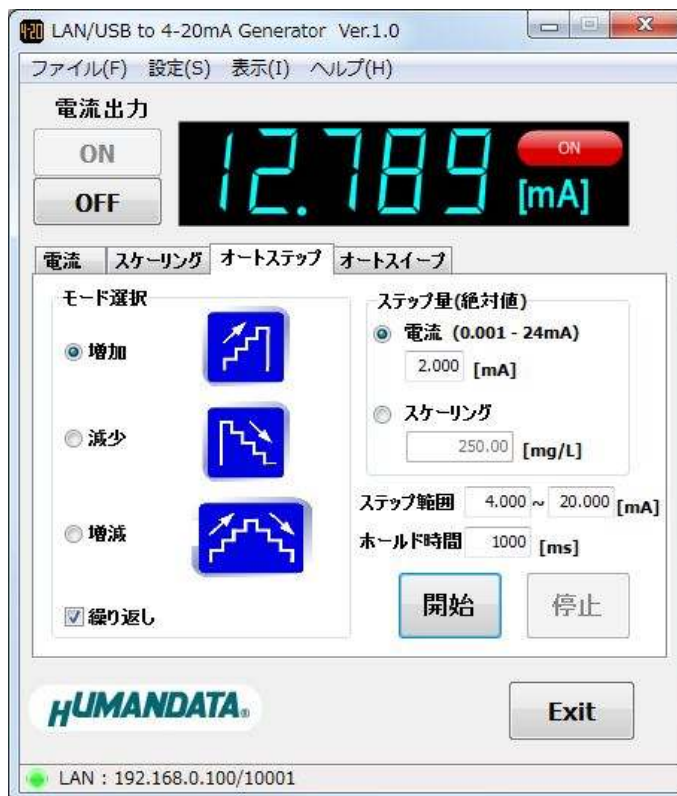 4-20 LAN/USB to 4-20mA Generator Ver.1.0
ファイル(F) 設定(S) 表示(I) ヘルプ(H)
電流出力
ON
OFF
12.789
ON
[mA]
電流 スケーリング オートステップ オートスイープ
モード選択
増加
減少
増減
繰り返し
ステップ量(絶対値)
電流 (0.001 - 24mA)
2.000 [mA]
スケーリング
250.00 [mg/L]
ステップ範囲 4.000 ~ 20.000 [mA]
ホールド時間 1000 [ms]
開始 停止
HUMANDATA®
Exit
LAN : 192.168.0.100/10001